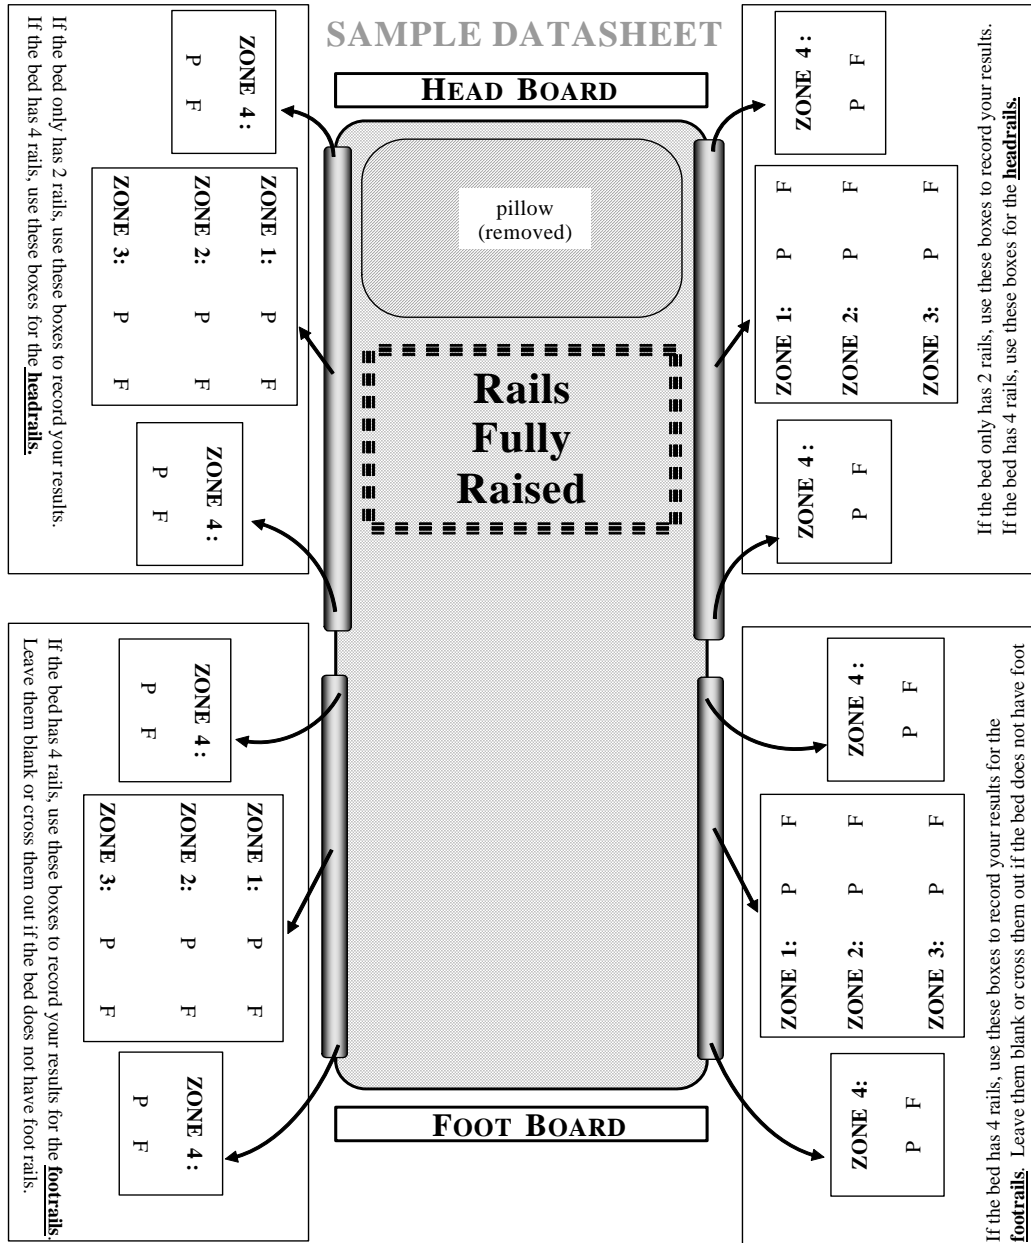 SAMPLE DATASHEET
HEAD BOARD
pillow
(removed)
Rails
Fully
Raised
FOOT BOARD
If the bed only has 2 rails, use these boxes to record your results.
If the bed has 4 rails, use these boxes for the headrails.
ZONE 4:
P F
ZONE 1: P F
ZONE 2: P F
ZONE 3: P F
ZONE 4:
P F
If the bed has 4 rails, use these boxes to record your results for the footrails.
Leave them blank or cross them out if the bed does not have foot rails.
ZONE 4:
P F
ZONE 1: P F
ZONE 2: P F
ZONE 3: P F
ZONE 4:
P F
If the bed only has 2 rails, use these boxes to record your results.
If the bed has 4 rails, use these boxes for the headrails.
ZONE 4:
P F
ZONE 1: P F
ZONE 2: P F
ZONE 3: P F
ZONE 4:
P F
If the bed has 4 rails, use these boxes to record your results for the
footrails. Leave them blank or cross them out if the bed does not have foot
ZONE 4:
P F
ZONE 1: P F
ZONE 2: P F
ZONE 3: P F
ZONE 4:
P F